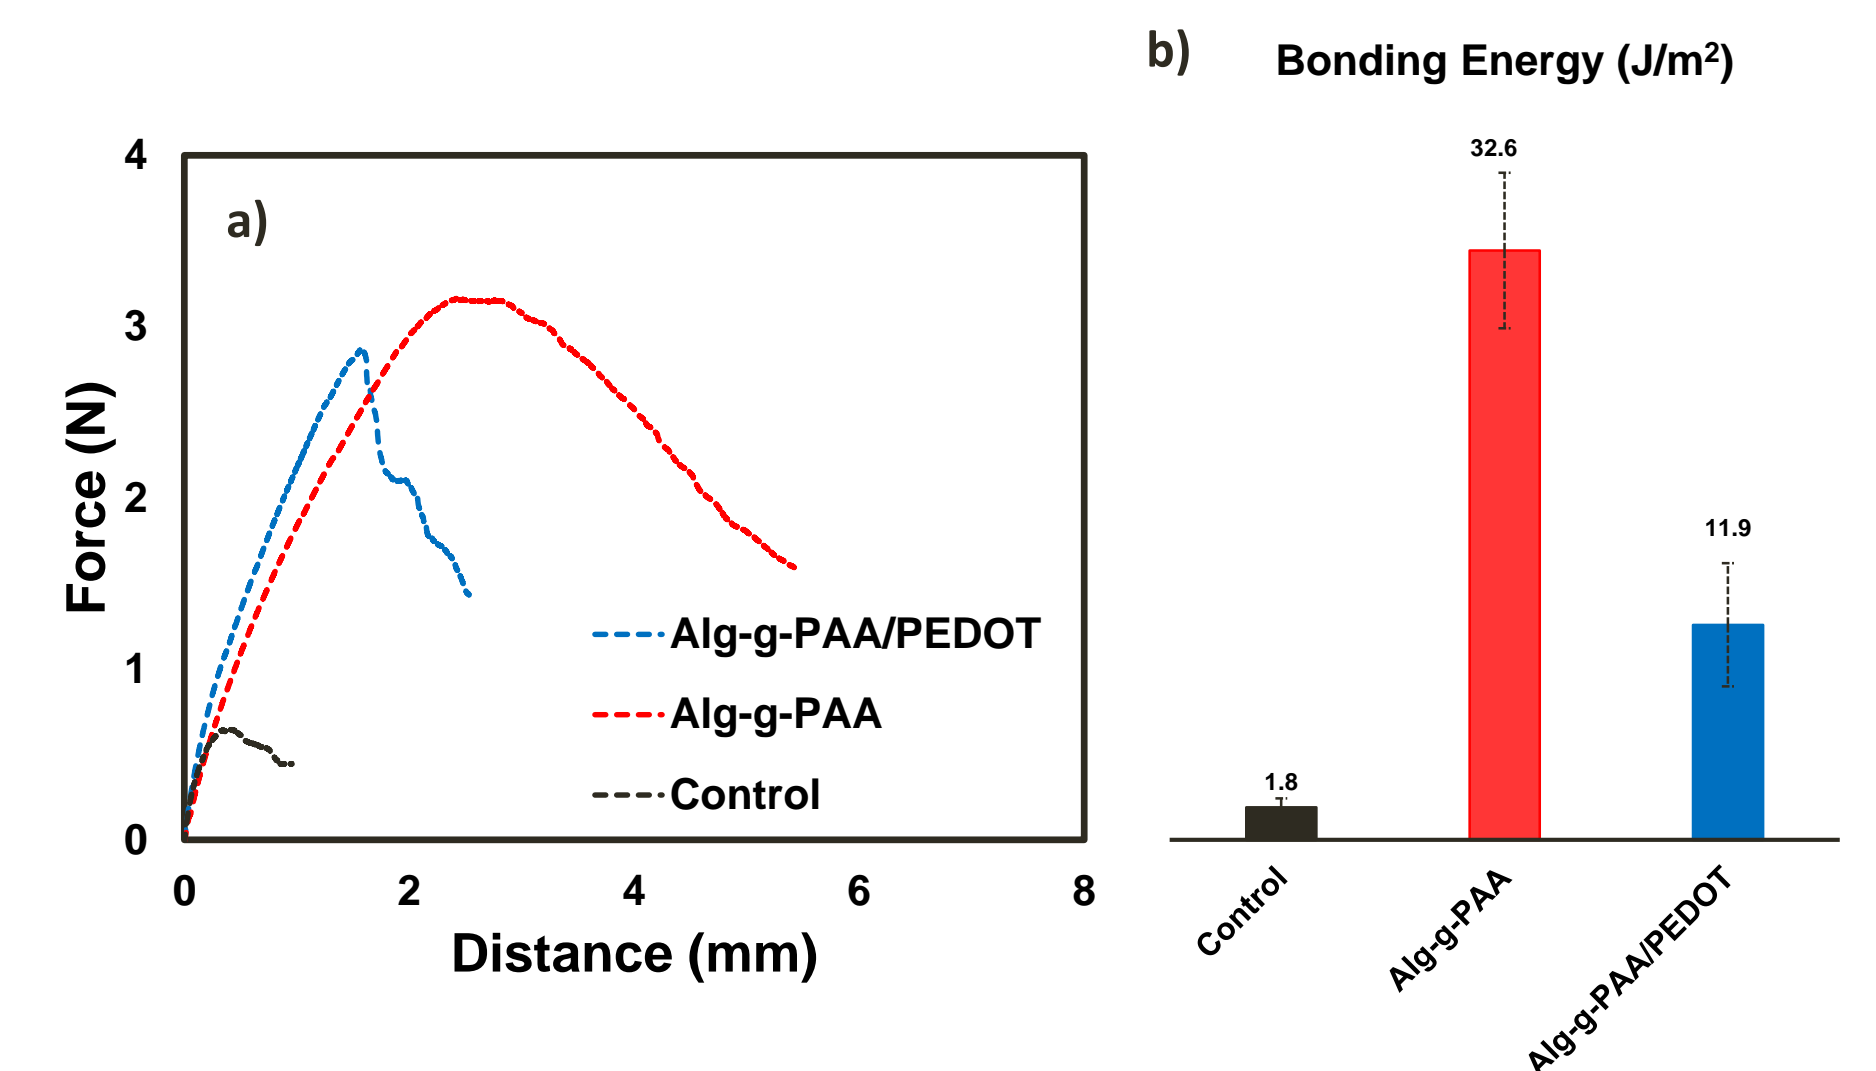 a)
4
3
2
1
0
Force (N)
0 2 4 6 8
Distance (mm)
Alg-g-PAA/PEDOT
Alg-g-PAA
Control
b)
Bonding Energy (J/m²)
1.8
32.6
11.9
Control
Alg-g-PAA
Alg-g-PAA/PEDOT